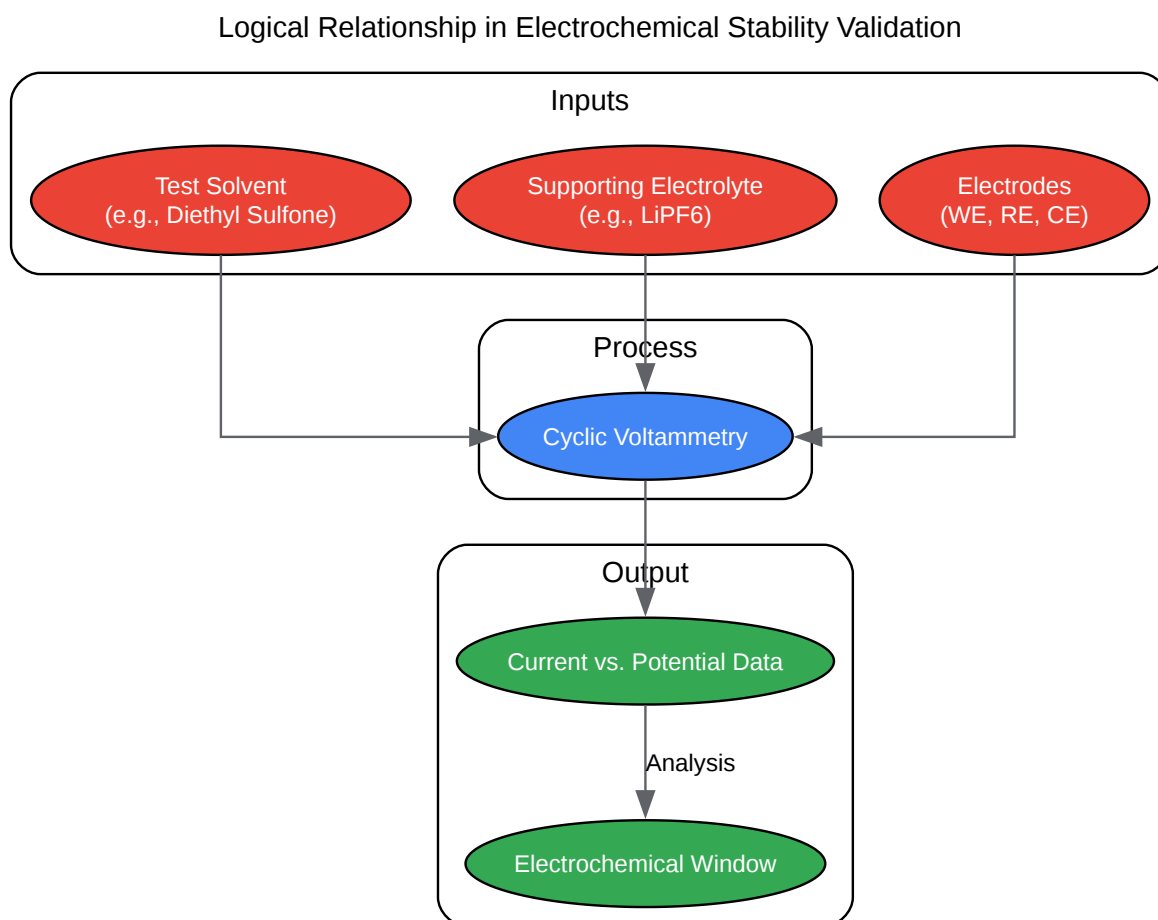 Logical Relationship in Electrochemical Stability Validation
Inputs
Test Solvent
(e.g., Diethyl Sulfone)
Supporting Electrolyte
(e.g., LiPF6)
Electrodes
(WE, RE, CE)
Process
Cyclic Voltammetry
Output
Current vs. Potential Data
Analysis
Electrochemical Window